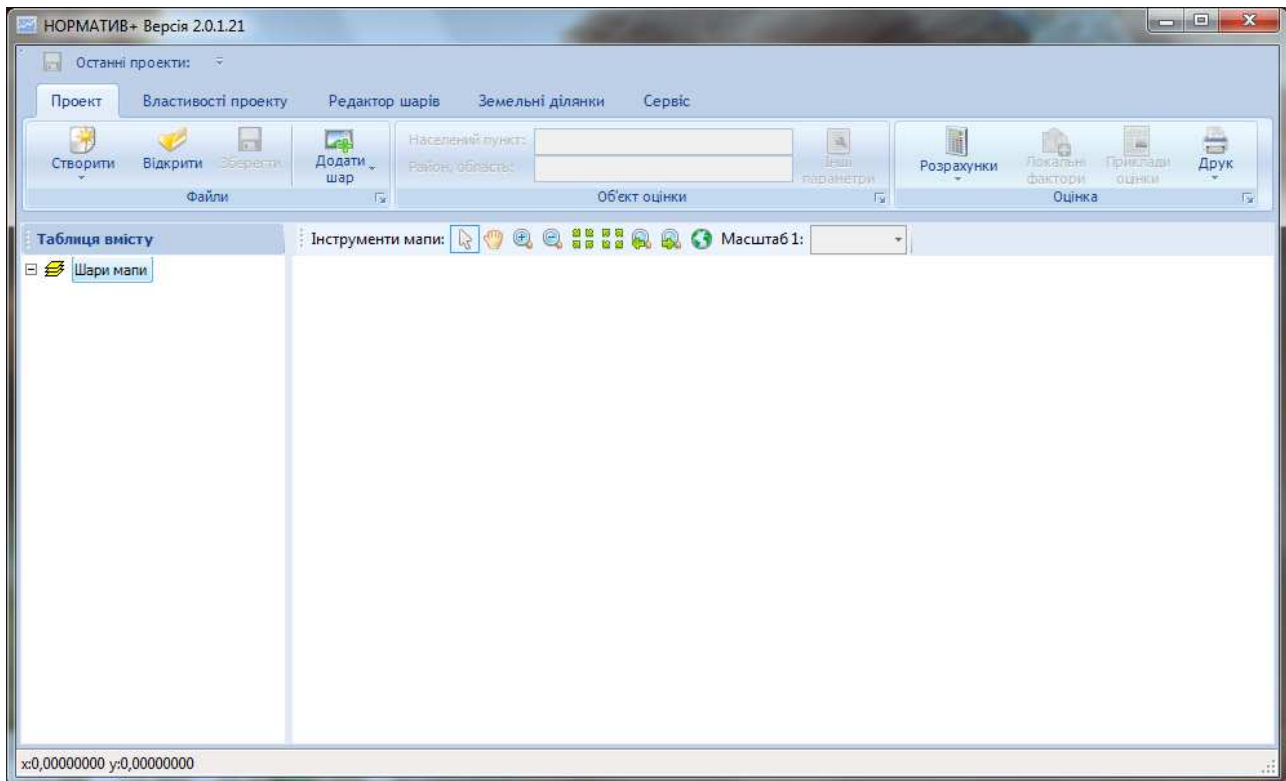 НОРМАТИВ+ Версія 2.0.1.21
Останні проекти:
Проект Властивості проекту Редактор шарів Земельні ділянки Сервіс
Створити Відкрити Зберегти Додати шар
Населений пункт:
Район, область:
Інші параметри
Розрахунки Локальні фактори Приклади оцінки Друк
Файли Об'єкт оцінки Оцінка
Таблиця вмісту Інструменти мапи: Масштаб 1:
Шари мапи
x:0,00000000 y:0,00000000